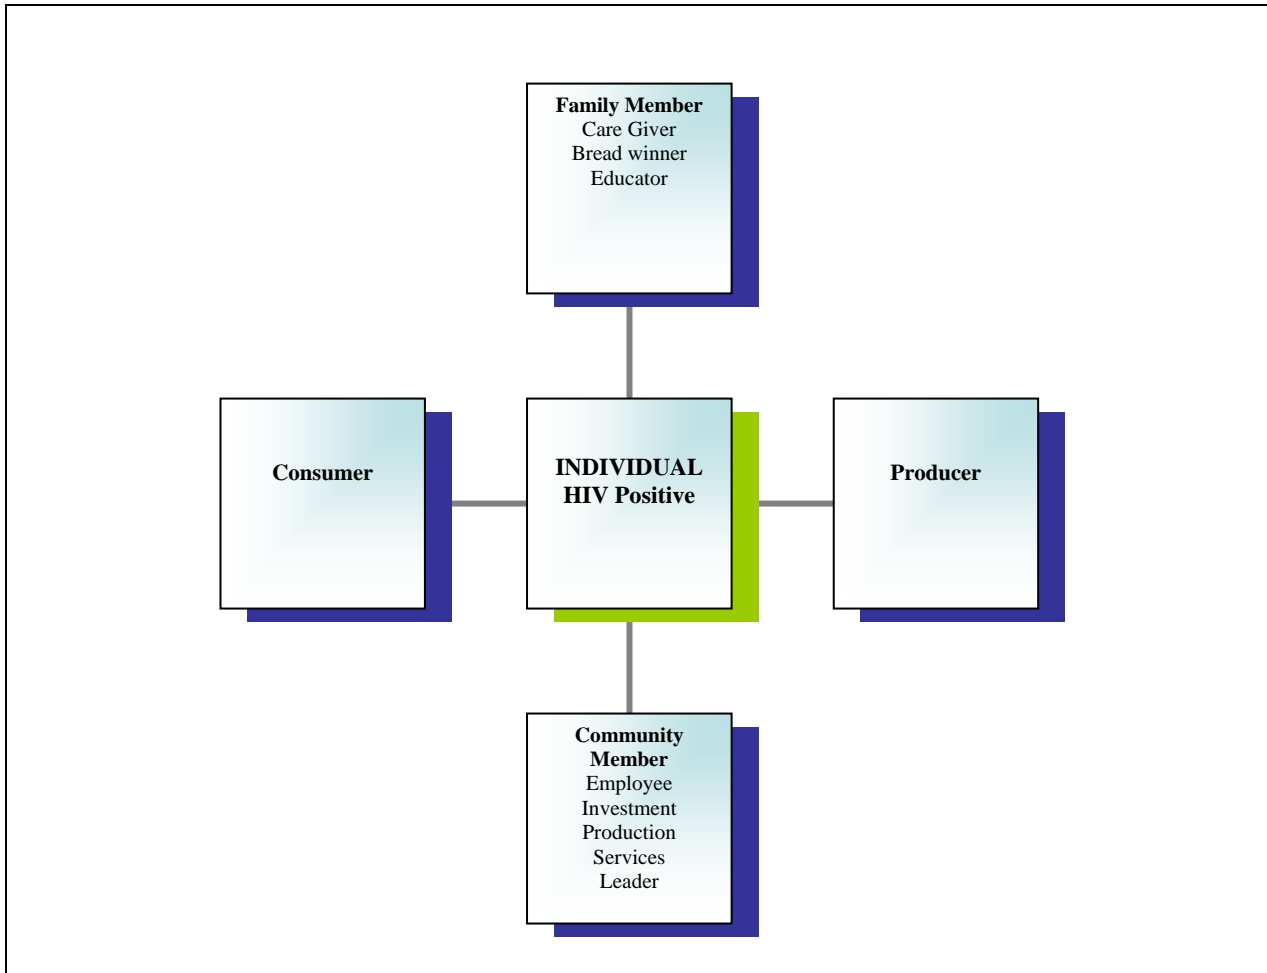 Family Member
Care Giver
Bread winner
Educator
Consumer
INDIVIDUAL
HIV Positive
Producer
Community
Member
Employee
Investment
Production
Services
Leader